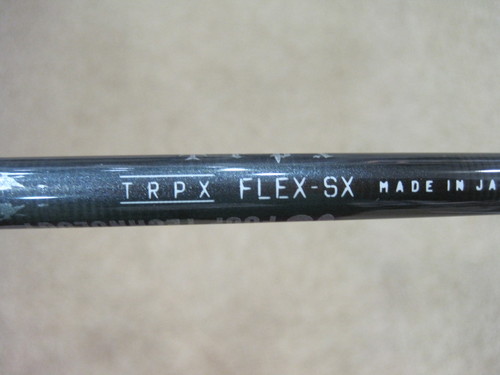 TRPX FLEX-SX MADE IN JA